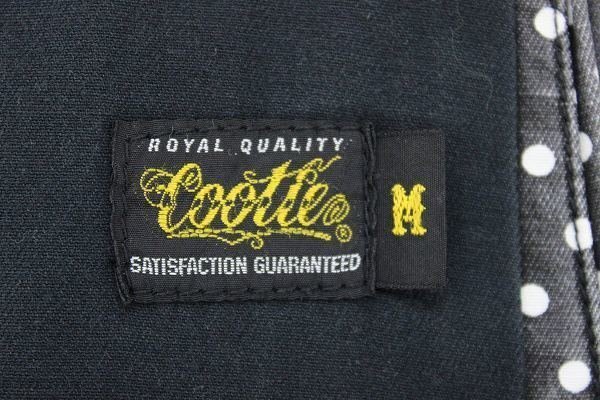 ROYAL QUALITY
Cootie®
SATISFACTION GUARANTEED
M